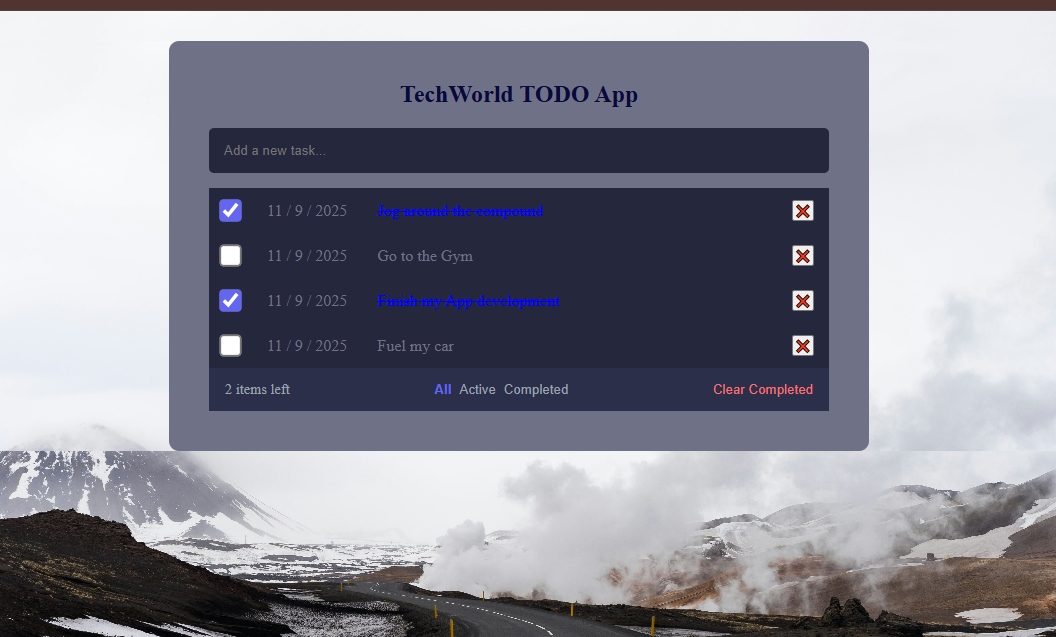 TechWorld TODO App
Add a new task...
11 / 9 / 2025 Jog around the compound
11 / 9 / 2025 Go to the Gym
11 / 9 / 2025 Finish my App development
11 / 9 / 2025 Fuel my car
2 items left All Active Completed Clear Completed